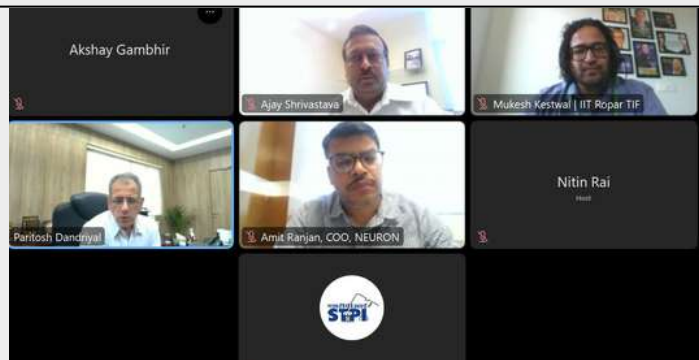 Akshay Gambhir
Ajay Shrivastava
Mukesh Kestwal | IIT Ropar TIF
Paritosh Dandriyal
Amit Ranjan, COO, NEURON
Nitin Rai
Host
STPI